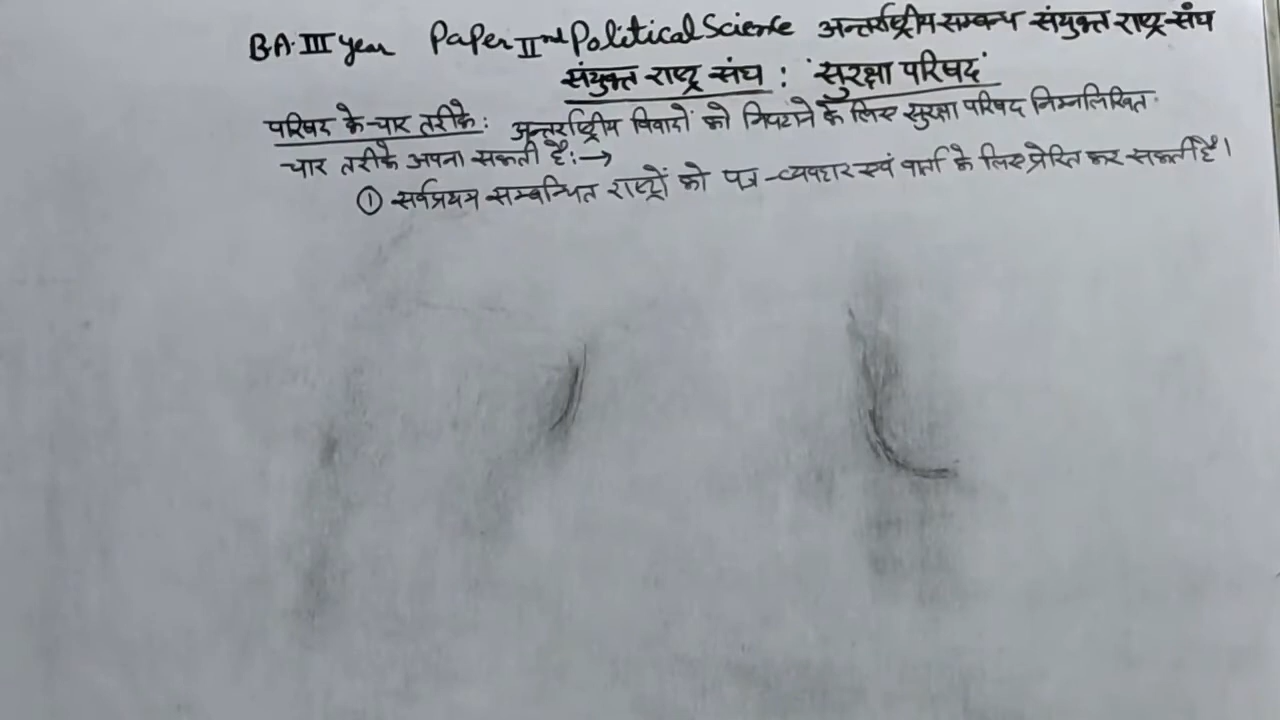 B.A. III year Paper IInd Political Science अन्तर्राष्ट्रीय सम्बन्ध संयुक्त राष्ट्र संघ
संयुक्त राष्ट्र संघ : 'सुरक्षा परिषद'
परिषद के चार तरीके: अन्तर्राष्ट्रीय विवादों को निपटाने के लिए सुरक्षा परिषद निम्नलिखित
चार तरीके अपना सकती है:→
① सर्वप्रथम सम्बन्धित राष्ट्रों को पत्र-व्यवहार एवं वार्ता के लिए प्रेरित कर सकती है।